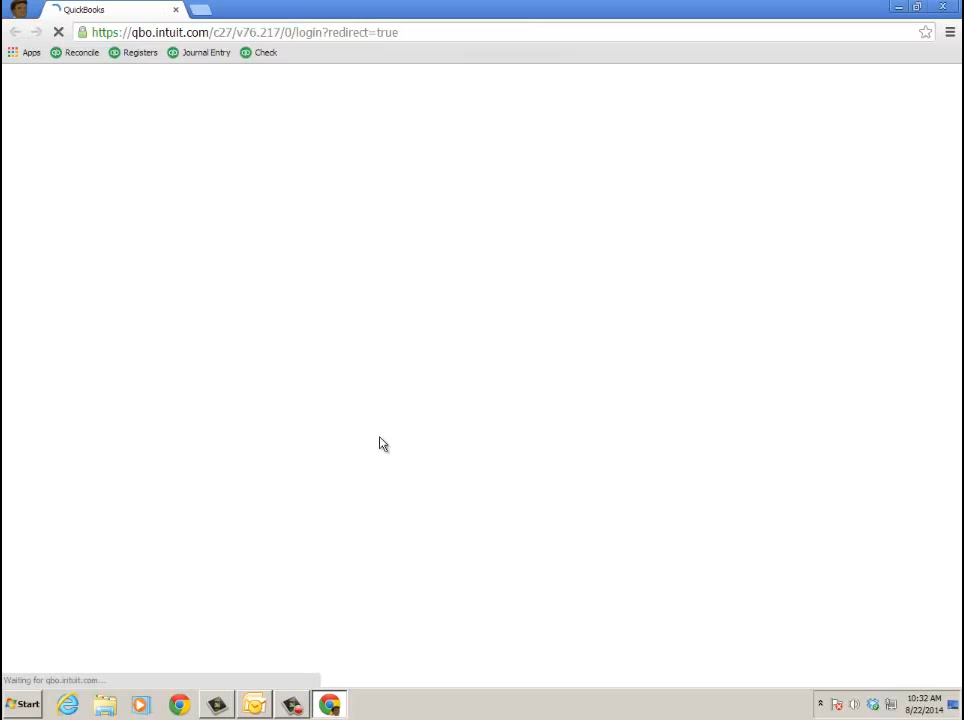 QuickBooks
https://qbo.intuit.com/c27/v76.217/0/login?redirect=true
Apps Reconcile Registers Journal Entry Check
Waiting for qbo.intuit.com...
Start
10:32 AM
8/22/2014